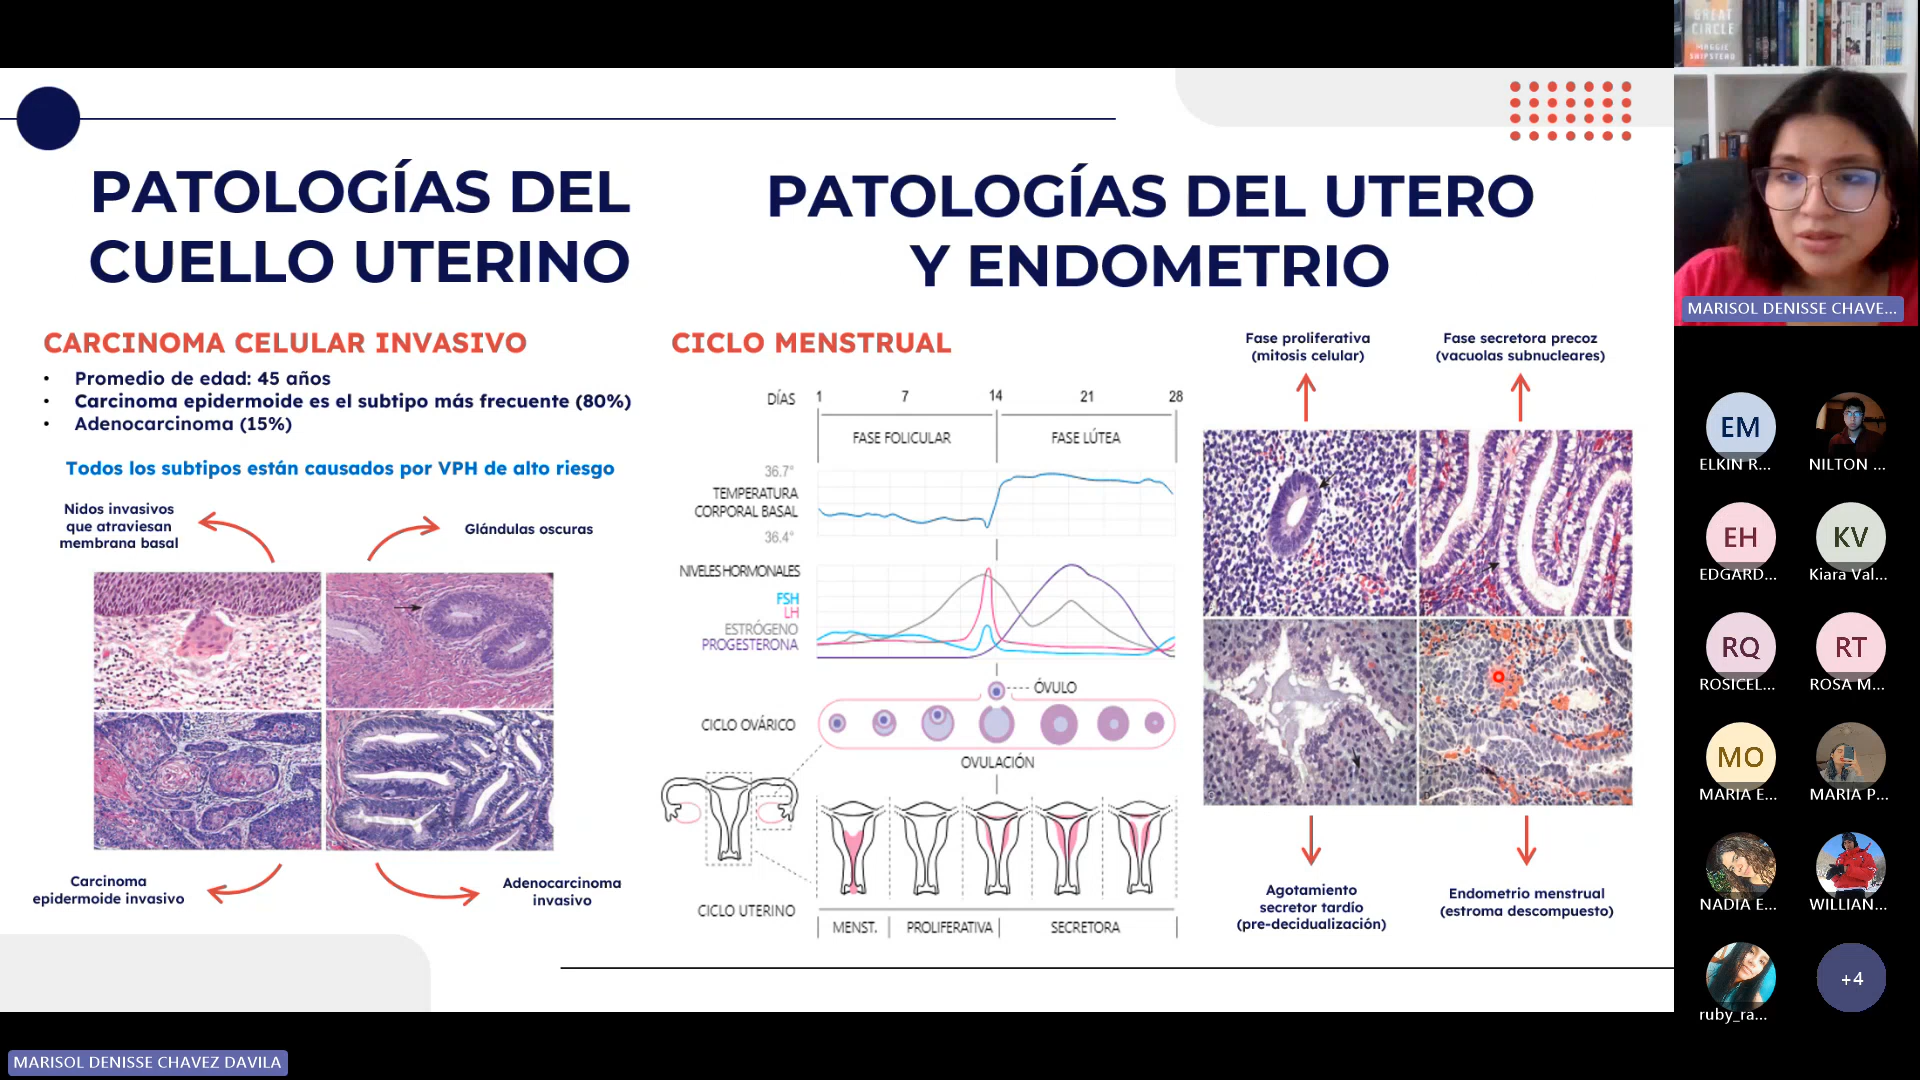 PATOLOGÍAS DEL
CUELLO UTERINO
CARCINOMA CELULAR INVASIVO
• Promedio de edad: 45 años
• Carcinoma epidermoide es el subtipo más frecuente (80%)
• Adenocarcinoma (15%)
Todos los subtipos están causados por VPH de alto riesgo
Nidos invasivos
que atraviesan
membrana basal
Glándulas oscuras
Carcinoma
epidermoide invasivo
Adenocarcinoma
invasivo
PATOLOGÍAS DEL UTERO
Y ENDOMETRIO
CICLO MENSTRUAL
DÍAS
1 7 14 21 28
FASE FOLICULAR
FASE LÚTEA
36.7°
TEMPERATURA
CORPORAL BASAL
36.4°
NIVELES HORMONALES
FSH
LH
ESTRÓGENO
PROGESTERONA
ÓVULO
CICLO OVÁRICO
OVULACIÓN
CICLO UTERINO
MENST.
PROLIFERATIVA
SECRETORA
Fase proliferativa
(mitosis celular)
Fase secretora precoz
(vacuolas subnucleares)
Agotamiento
secretor tardío
(pre-decidualización)
Endometrio menstrual
(estroma descompuesto)
GREAT
CIRCLE
MAGGIE
SHIPSTEAD
MARISOL DENISSE CHAVE...
EM
ELKIN R...
NILTON ...
EH
EDGARD...
KV
Kiara Val...
RQ
ROSICEL...
RT
ROSA M...
MO
MARIA E...
MARIA P...
NADIA E...
WILLIAN...
ruby_ra...
+4
MARISOL DENISSE CHAVEZ DAVILA